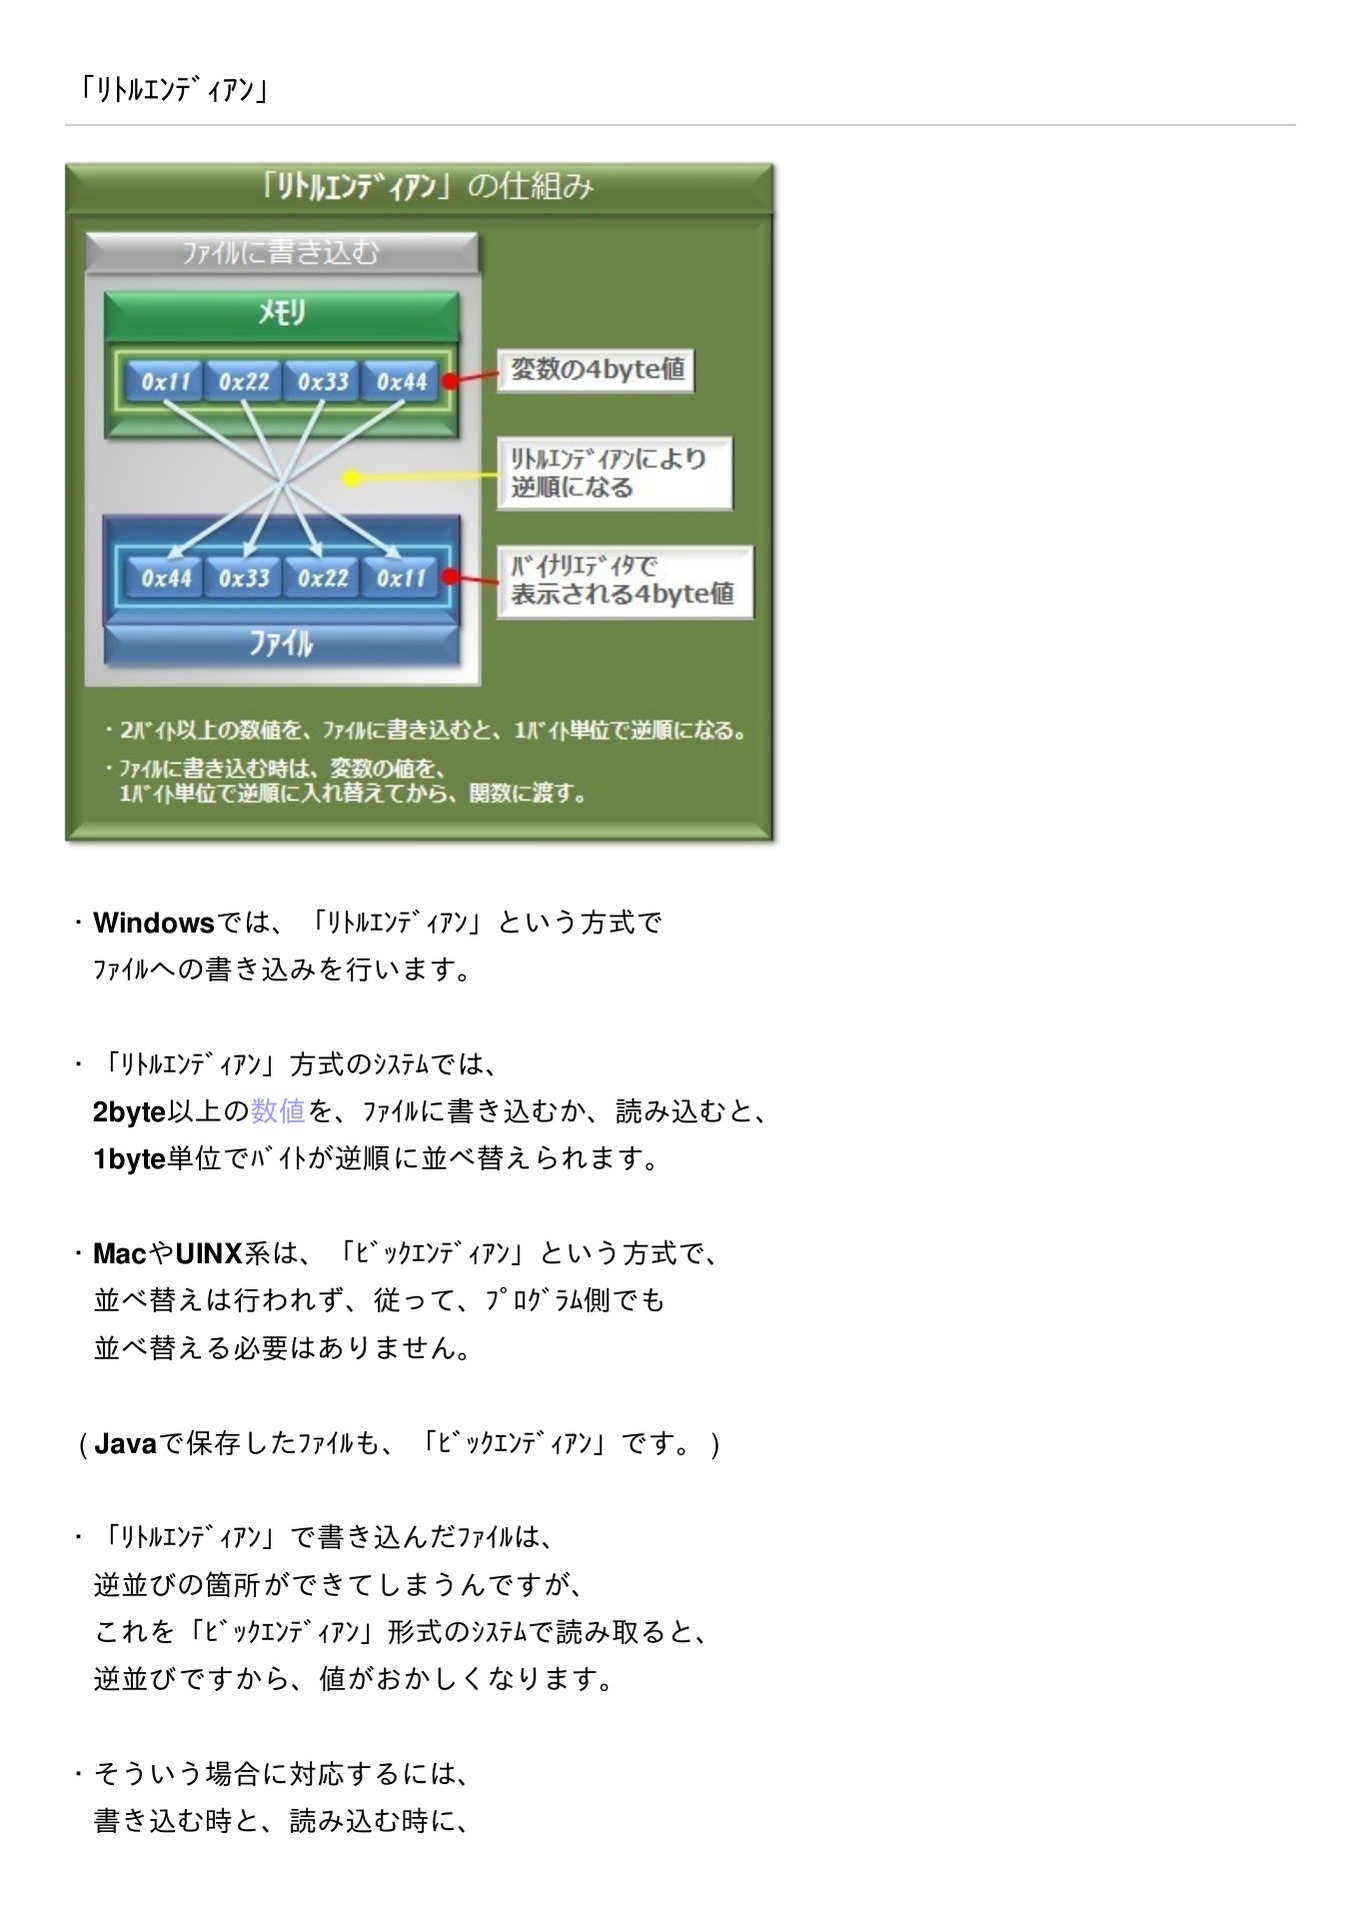 「ﾘﾄﾙｴﾝﾃﾞｨｱﾝ」
「ﾘﾄﾙｴﾝﾃﾞｨｱﾝ」の仕組み
ﾌｧｲﾙに書き込む
ﾒﾓﾘ
0x11 0x22 0x33 0x44
変数の4byte値
ﾘﾄﾙｴﾝﾃﾞｨｱﾝにより
逆順になる
0x44 0x33 0x22 0x11
ﾊﾞｲﾅﾘｴﾃﾞｨﾀで
表示される4byte値
ﾌｧｲﾙ
・2ﾊﾞｲﾄ以上の数値を、ﾌｧｲﾙに書き込むと、1ﾊﾞｲﾄ単位で逆順になる。
・ﾌｧｲﾙに書き込む時は、変数の値を、
1ﾊﾞｲﾄ単位で逆順に入れ替えてから、関数に渡す。
・Windowsでは、「ﾘﾄﾙｴﾝﾃﾞｨｱﾝ」という方式で
ﾌｧｲﾙへの書き込みを行います。
・「ﾘﾄﾙｴﾝﾃﾞｨｱﾝ」方式のｼｽﾃﾑでは、
2byte以上の数値を、ﾌｧｲﾙに書き込むか、読み込むと、
1byte単位でﾊﾞｲﾄが逆順に並べ替えられます。
・MacやUINX系は、「ﾋﾞｯｸｴﾝﾃﾞｨｱﾝ」という方式で、
並べ替えは行われず、従って、ﾌﾟﾛｸﾞﾗﾑ側でも
並べ替える必要はありません。
( Javaで保存したﾌｧｲﾙも、「ﾋﾞｯｸｴﾝﾃﾞｨｱﾝ」です。 )
・「ﾘﾄﾙｴﾝﾃﾞｨｱﾝ」で書き込んだﾌｧｲﾙは、
逆並びの箇所ができてしまうんですが、
これを「ﾋﾞｯｸｴﾝﾃﾞｨｱﾝ」形式のｼｽﾃﾑで読み取ると、
逆並びですから、値がおかしくなります。
・そういう場合に対応するには、
書き込む時と、読み込む時に、